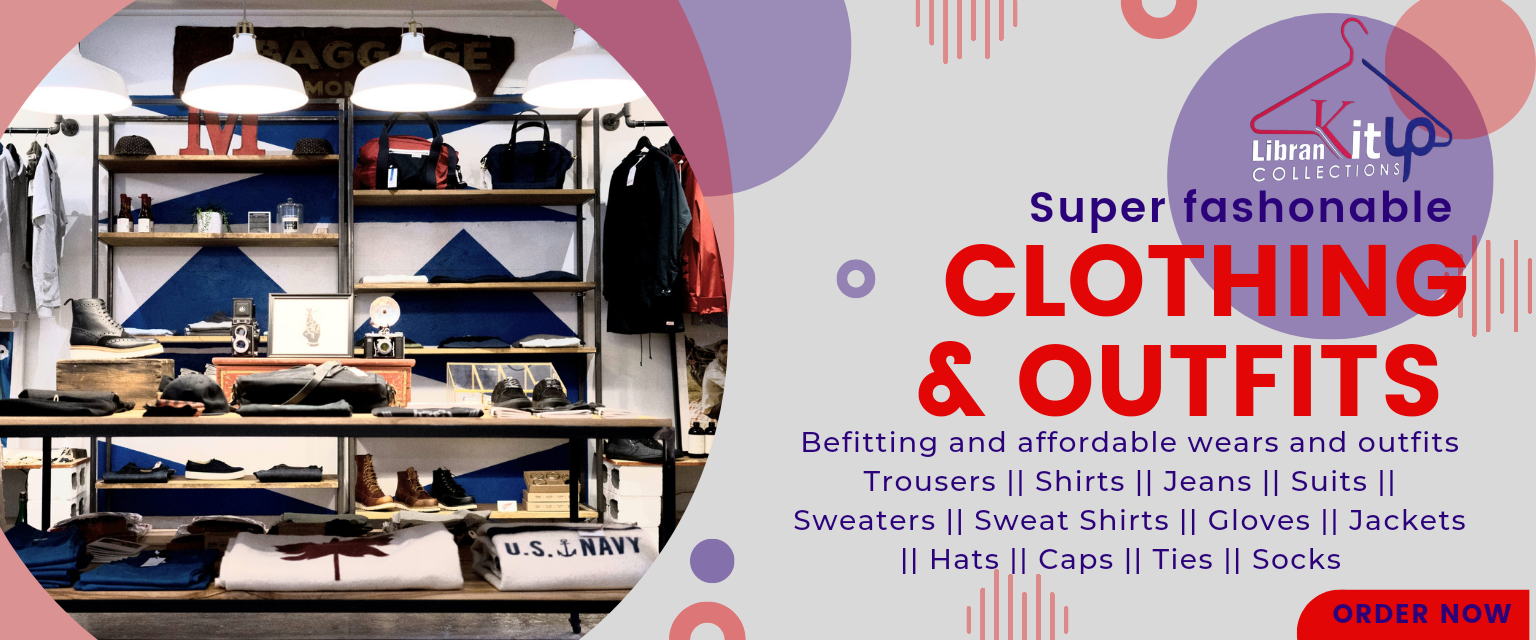 BAGGAGE
M
U.S. NAVY
Libran Kit Up
COLLECTIONS
Super fashonable
CLOTHING
& OUTFITS
Befitting and affordable wears and outfits
Trousers || Shirts || Jeans || Suits ||
Sweaters || Sweat Shirts || Gloves || Jackets
|| Hats || Caps || Ties || Socks
ORDER NOW